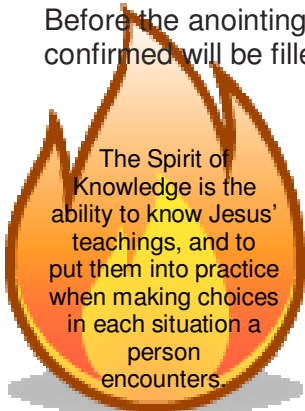 Before the anointing
confirmed will be fille
The Spirit of
Knowledge is the
ability to know Jesus’
teachings, and to
put them into practice
when making choices
in each situation a
person
encounters.